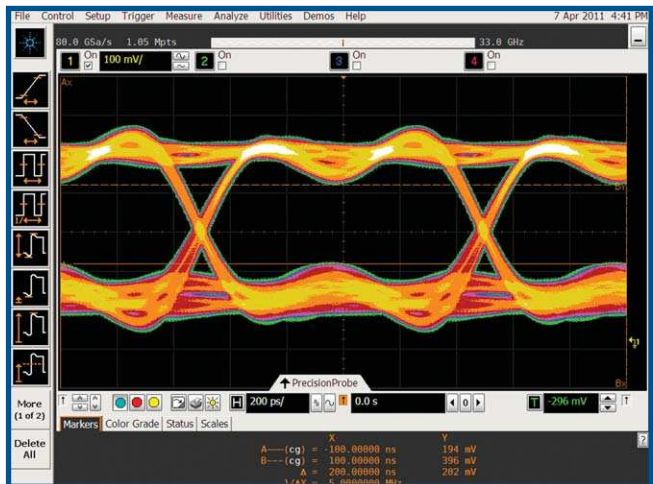 File Control Setup Trigger Measure Analyze Utilities Demos Help 7 Apr 2011 4:41 PM
80.0 GSa/s 1.05 Mpts 33.0 GHz
1 On 100 mV/ 2 On 3 On 4 On
Ax
Bx
PrecisionProbe
H 200 ps/ 0.0 s 0 T -296 mV
More
(1 of 2)
Delete
All
Markers Color Grade Status Scales
X Y
A---(cg) = -100.00000 ns 194 mV
B---(cg) = 100.00000 ns 396 mV
Δ = 200.00000 ns 202 mV
1/ΔX = 5.0000000 MHz